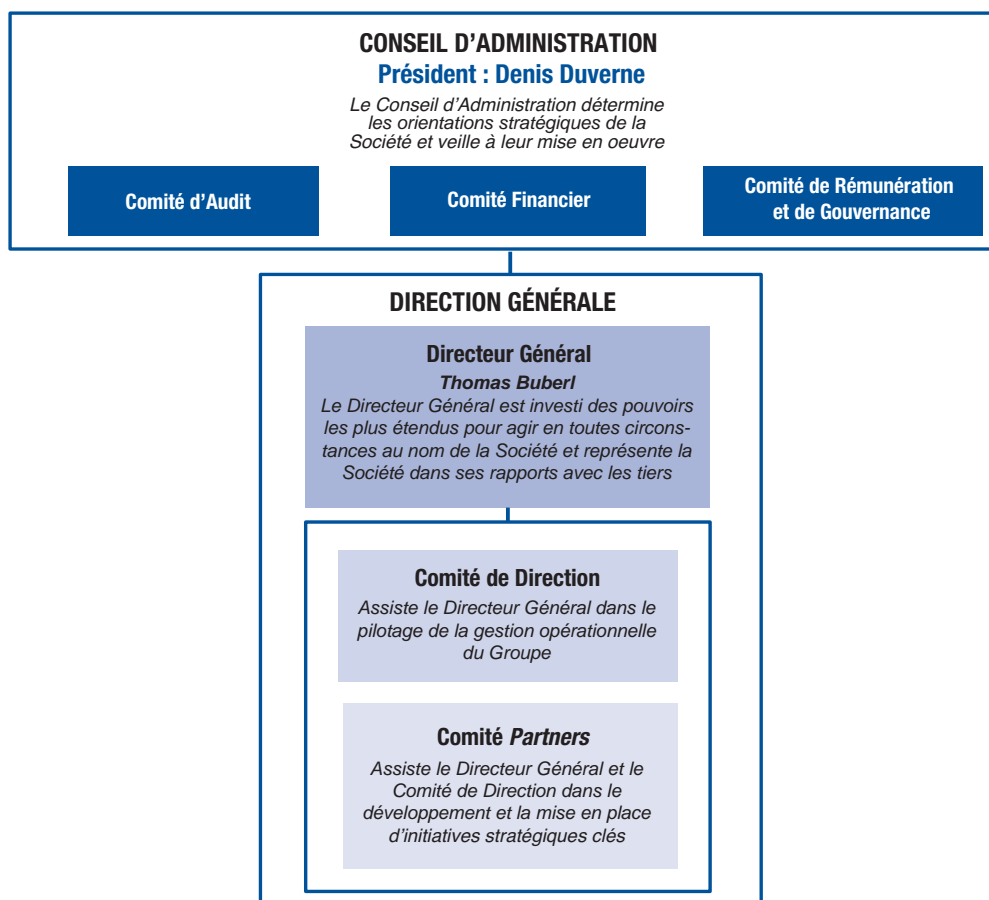 CONSEIL D'ADMINISTRATION
Président : Denis Duverne
Le Conseil d'Administration détermine
les orientations stratégiques de la
Société et veille à leur mise en oeuvre
Comité d'Audit
Comité Financier
Comité de Rémunération
et de Gouvernance
DIRECTION GÉNÉRALE
Directeur Général
Thomas Buberl
Le Directeur Général est investi des pouvoirs
les plus étendus pour agir en toutes circons-
tances au nom de la Société et représente la
Société dans ses rapports avec les tiers
Comité de Direction
Assiste le Directeur Général dans le
pilotage de la gestion opérationnelle
du Groupe
Comité Partners
Assiste le Directeur Général et le
Comité de Direction dans le
développement et la mise en place
d'initiatives stratégiques clés